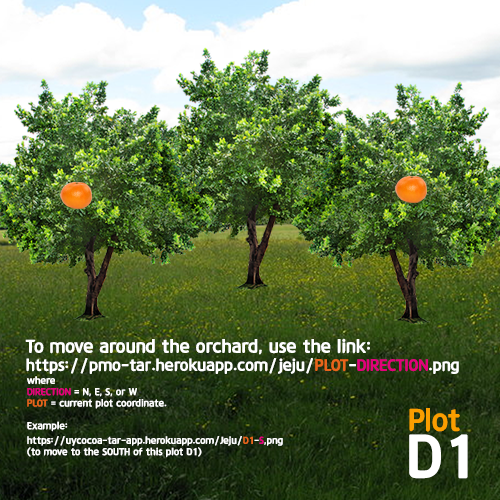 To move around the orchard, use the link:
https://pmo-tar.herokuapp.com/jeju/PLOT-DIRECTION.png
where
DIRECTION = N, E, S, or W
PLOT = current plot coordinate.
Example:
https://uycocoa-tar-app.herokuapp.com/jeju/D1-S.png
(to move to the SOUTH of this plot D1)
Plot
D1